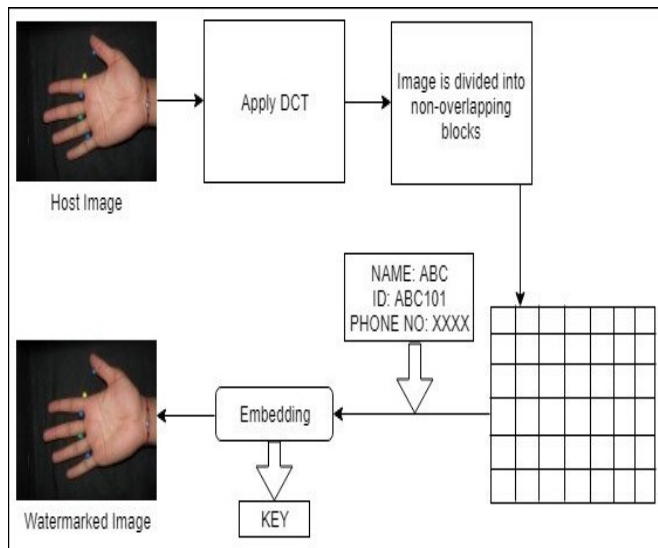 Host Image
Apply DCT
Image is divided into
non-overlapping
blocks
NAME: ABC
ID: ABC101
PHONE NO: XXXX
Embedding
KEY
Watermarked Image